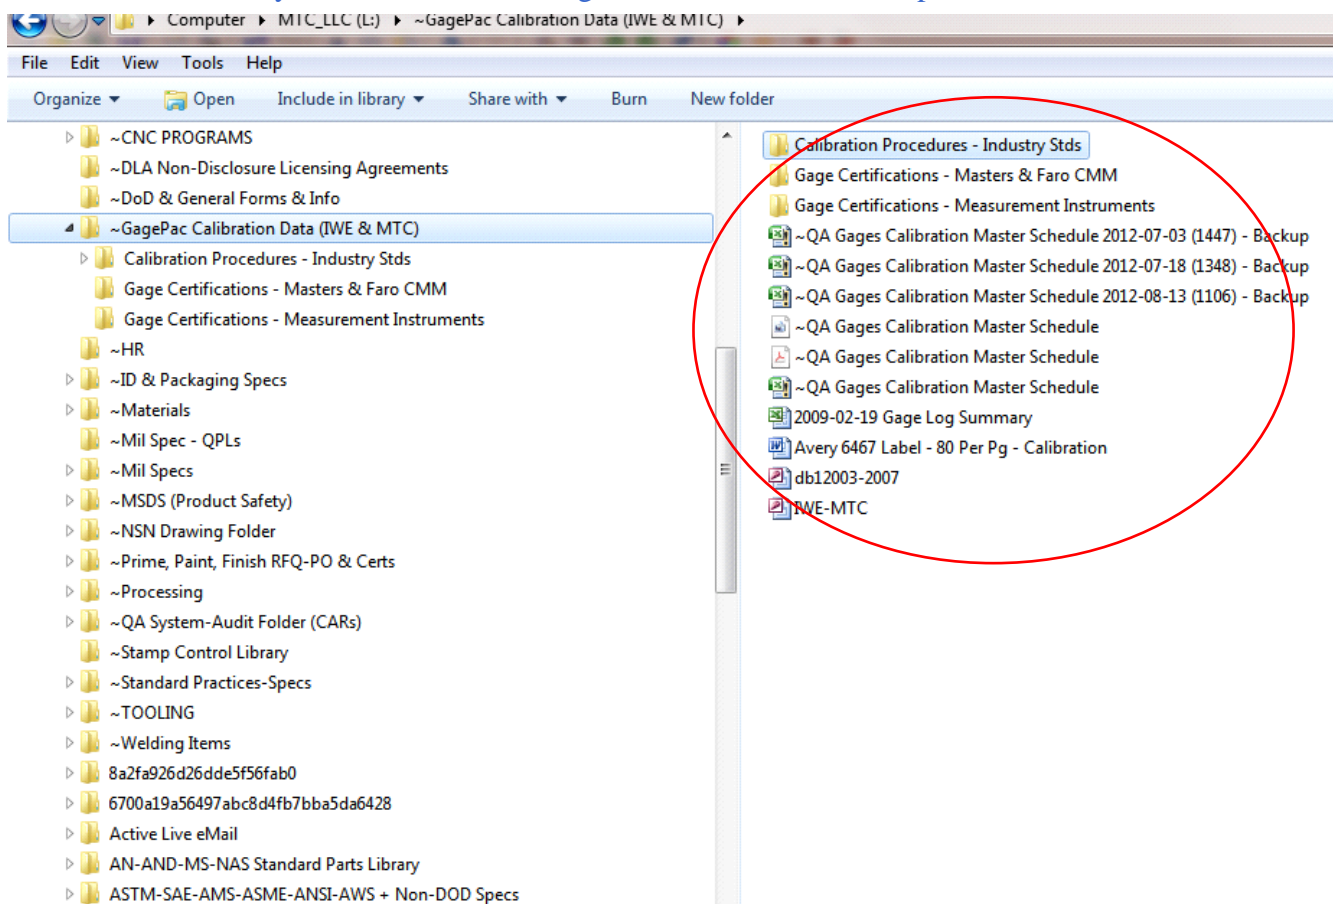 Computer ▸ MTC_LLC (L:) ▸ ~GagePac Calibration Data (IWE & MTC) ▸
File Edit View Tools Help
Organize Open Include in library Share with Burn New folder
~CNC PROGRAMS
~DLA Non-Disclosure Licensing Agreements
~DoD & General Forms & Info
~GagePac Calibration Data (IWE & MTC)
Calibration Procedures - Industry Stds
Gage Certifications - Masters & Faro CMM
Gage Certifications - Measurement Instruments
~HR
~ID & Packaging Specs
~Materials
~Mil Spec - QPLs
~Mil Specs
~MSDS (Product Safety)
~NSN Drawing Folder
~Prime, Paint, Finish RFQ-PO & Certs
~Processing
~QA System-Audit Folder (CARs)
~Stamp Control Library
~Standard Practices-Specs
~TOOLING
~Welding Items
8a2fa926d26dde5f56fab0
6700a19a56497abc8d4fb7bba5da6428
Active Live eMail
AN-AND-MS-NAS Standard Parts Library
ASTM-SAE-AMS-ASME-ANSI-AWS + Non-DOD Specs
Calibration Procedures - Industry Stds
Gage Certifications - Masters & Faro CMM
Gage Certifications - Measurement Instruments
~QA Gages Calibration Master Schedule 2012-07-03 (1447) - Backup
~QA Gages Calibration Master Schedule 2012-07-18 (1348) - Backup
~QA Gages Calibration Master Schedule 2012-08-13 (1106) - Backup
~QA Gages Calibration Master Schedule
~QA Gages Calibration Master Schedule
~QA Gages Calibration Master Schedule
2009-02-19 Gage Log Summary
Avery 6467 Label - 80 Per Pg - Calibration
db12003-2007
IWE-MTC